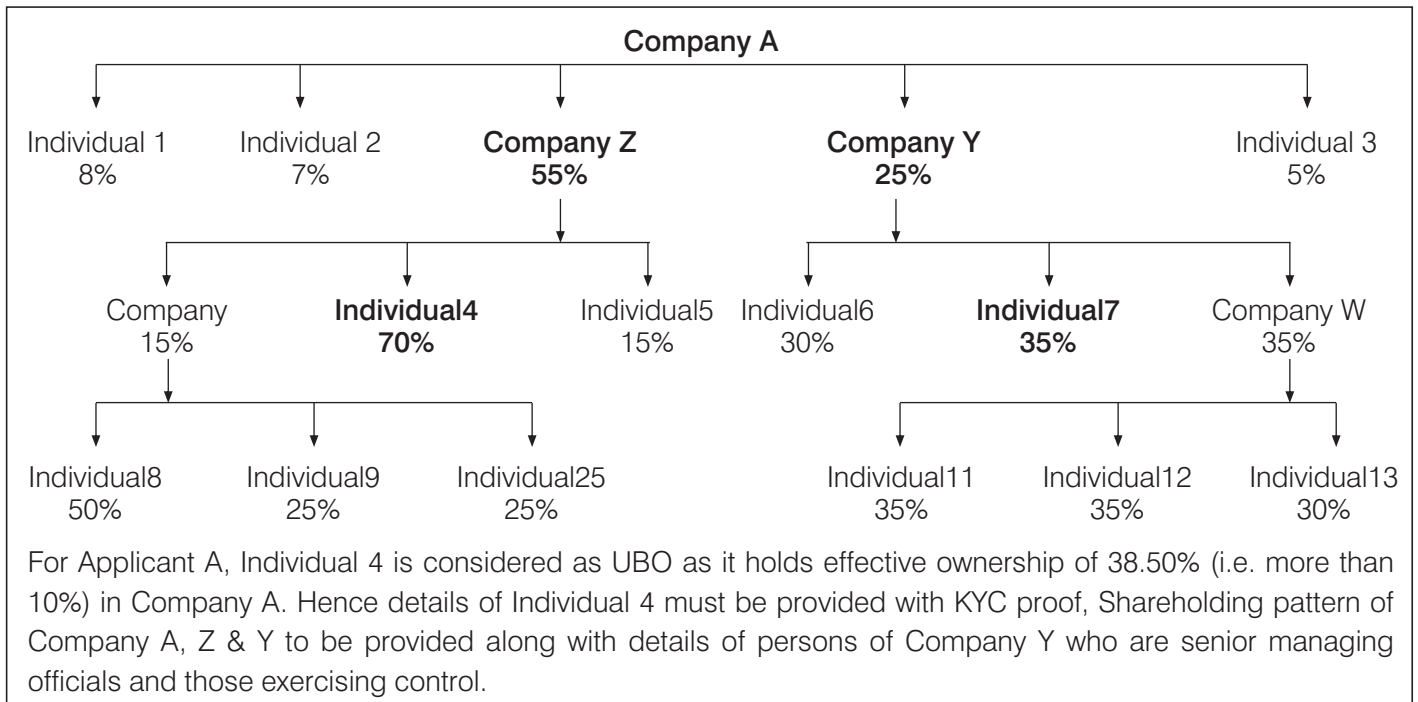 Company A
Individual 1 Individual 2 Company Z Company Y Individual 3
8% 7% 55% 25% 5%
Company Individual4 Individual5 Individual6 Individual7 Company W
15% 70% 15% 30% 35% 35%
Individual8 Individual9 Individual25 Individual11 Individual12 Individual13
50% 25% 25% 35% 35% 30%
For Applicant A, Individual 4 is considered as UBO as it holds effective ownership of 38.50% (i.e. more than
10%) in Company A. Hence details of Individual 4 must be provided with KYC proof, Shareholding pattern of
Company A, Z & Y to be provided along with details of persons of Company Y who are senior managing
officials and those exercising control.